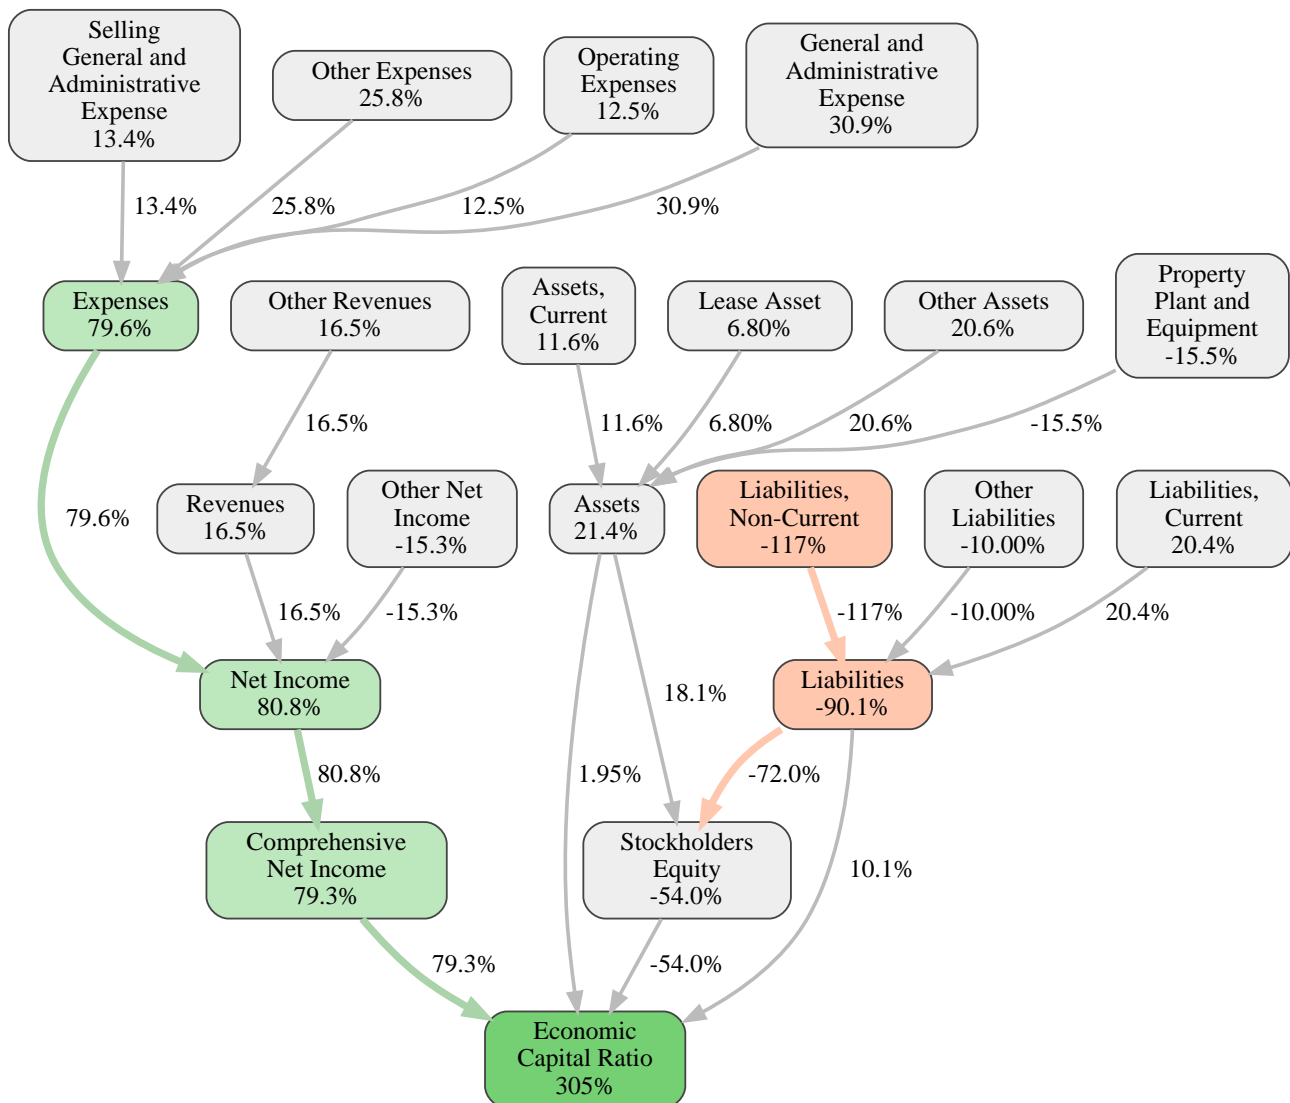 Selling
General and
Administrative
Expense
13.4%
Other Expenses
25.8%
Operating
Expenses
12.5%
General and
Administrative
Expense
30.9%
13.4%
25.8%
12.5%
30.9%
Expenses
79.6%
Other Revenues
16.5%
Assets,
Current
11.6%
Lease Asset
6.80%
Other Assets
20.6%
Property
Plant and
Equipment
-15.5%
16.5%
11.6%
6.80%
20.6%
-15.5%
79.6%
Revenues
16.5%
Other Net
Income
-15.3%
Assets
21.4%
Liabilities,
Non-Current
-117%
Other
Liabilities
-10.00%
Liabilities,
Current
20.4%
16.5%
-15.3%
-117%
-10.00%
20.4%
Net Income
80.8%
18.1%
Liabilities
-90.1%
80.8%
1.95%
-72.0%
Comprehensive
Net Income
79.3%
Stockholders
Equity
-54.0%
10.1%
79.3%
-54.0%
Economic
Capital Ratio
305%